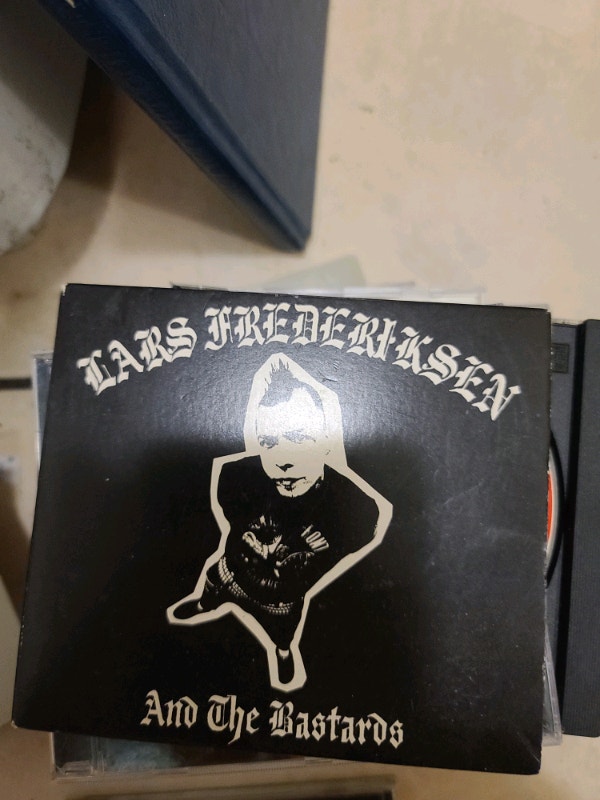 LARS FREDERIKSEN
And The Bastards